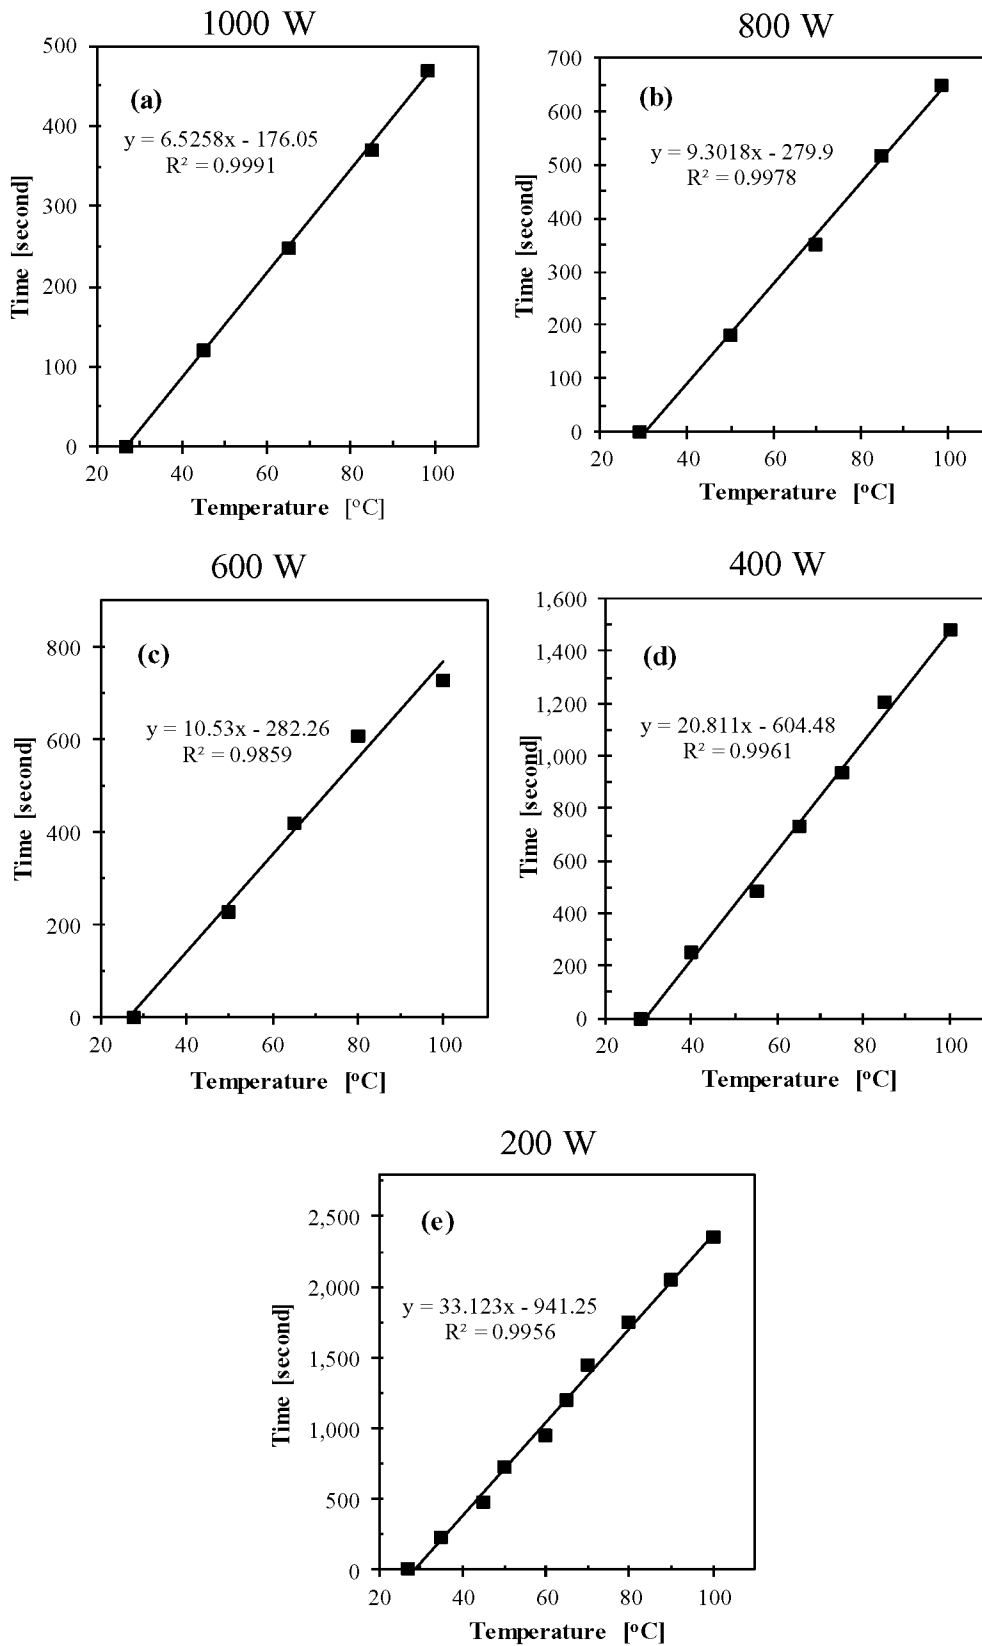 1000 W
500
400
300
200
100
0
(a)
y = 6.5258x - 176.05
R² = 0.9991
Time [second]
20 40 60 80 100
Temperature [°C]
800 W
700
600
500
400
300
200
100
0
(b)
y = 9.3018x - 279.9
R² = 0.9978
Time [second]
20 40 60 80 100
Temperature [°C]
600 W
800
600
400
200
0
(c)
y = 10.53x - 282.26
R² = 0.9859
Time [second]
20 40 60 80 100
Temperature [°C]
400 W
1,600
1,400
1,200
1,000
800
600
400
200
0
(d)
y = 20.811x - 604.48
R² = 0.9961
Time [second]
20 40 60 80 100
Temperature [°C]
200 W
2,500
2,000
1,500
1,000
500
0
(e)
y = 33.123x - 941.25
R² = 0.9956
Time [second]
20 40 60 80 100
Temperature [°C]